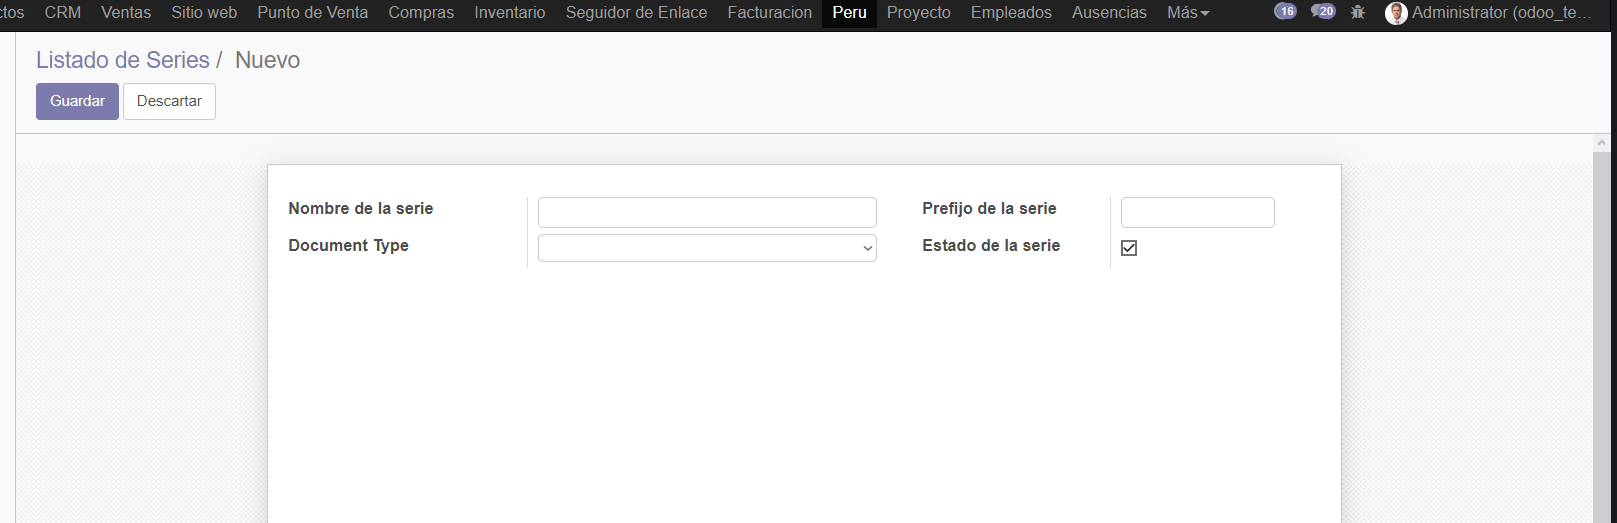 ctos CRM Ventas Sitio web Punto de Venta Compras Inventario Seguidor de Enlace Facturacion Peru Proyecto Empleados Ausencias Más 16 20 Administrator (odoo_te...
Listado de Series / Nuevo
Guardar Descartar
Nombre de la serie Prefijo de la serie
Document Type Estado de la serie